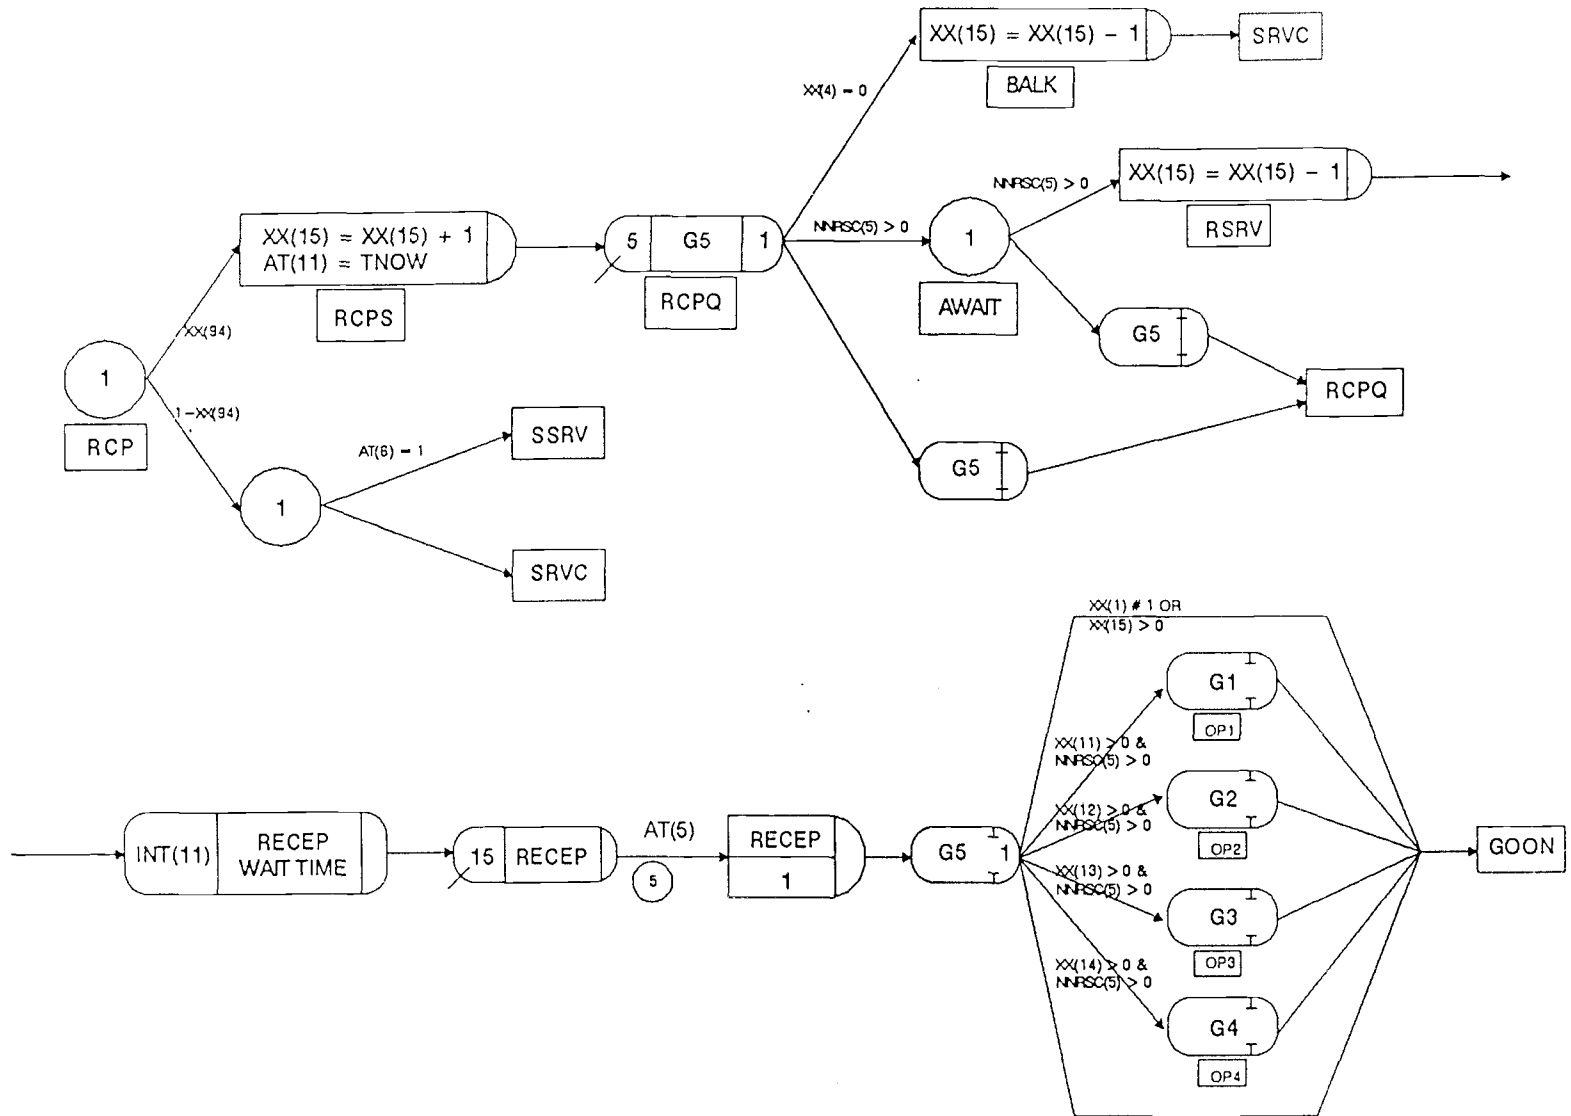 XX(15) = XX(15) - 1
SRVC
BALK
XX(4) - 0
NNRSC(5) > 0
XX(15) = XX(15) - 1
RSRV
NNRSC(5) > 0
1
AWAIT
XX(15) = XX(15) + 1
AT(11) = TNOW
RCPS
5 G5 1
RCPQ
G5
RCPQ
XX(94)
1
RCP
1-XX(94)
AT(6) - 1
SSRV
G5
1
SRVC
XX(1) # 1 OR
XX(15) > 0
G1
OP1
XX(11) > 0 &
NNRSC(5) > 0
G2
OP2
XX(12) > 0 &
NNRSC(5) > 0
INT(11)
RECEP
WAIT TIME
15 RECEP
AT(5)
5
RECEP
1
G5 1
GOON
XX(13) > 0 &
NNRSC(5) > 0
G3
OP3
XX(14) > 0 &
NNRSC(5) > 0
G4
OP4